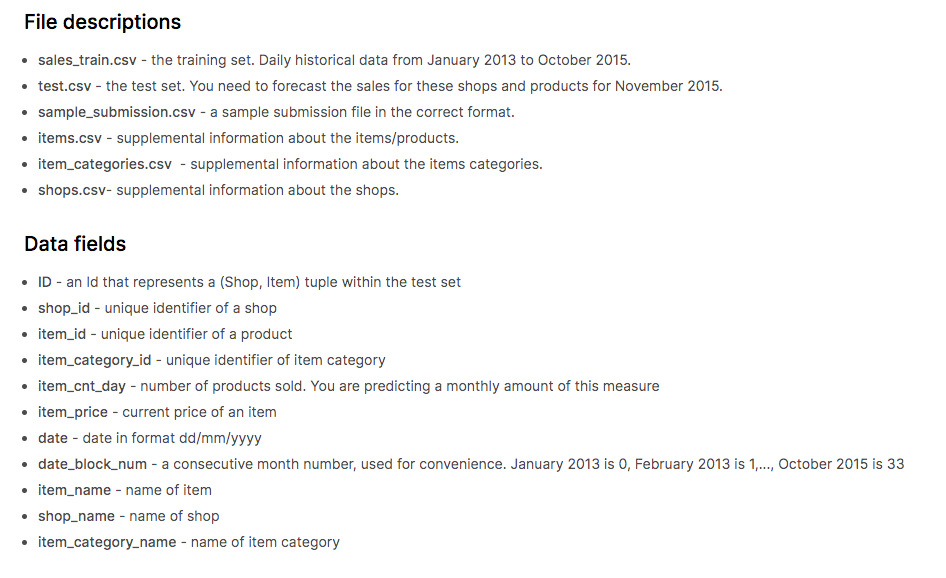 File descriptions
• sales_train.csv - the training set. Daily historical data from January 2013 to October 2015.
• test.csv - the test set. You need to forecast the sales for these shops and products for November 2015.
• sample_submission.csv - a sample submission file in the correct format.
• items.csv - supplemental information about the items/products.
• item_categories.csv  - supplemental information about the items categories.
• shops.csv- supplemental information about the shops.
Data fields
• ID - an Id that represents a (Shop, Item) tuple within the test set
• shop_id - unique identifier of a shop
• item_id - unique identifier of a product
• item_category_id - unique identifier of item category
• item_cnt_day - number of products sold. You are predicting a monthly amount of this measure
• item_price - current price of an item
• date - date in format dd/mm/yyyy
• date_block_num - a consecutive month number, used for convenience. January 2013 is 0, February 2013 is 1,..., October 2015 is 33
• item_name - name of item
• shop_name - name of shop
• item_category_name - name of item category